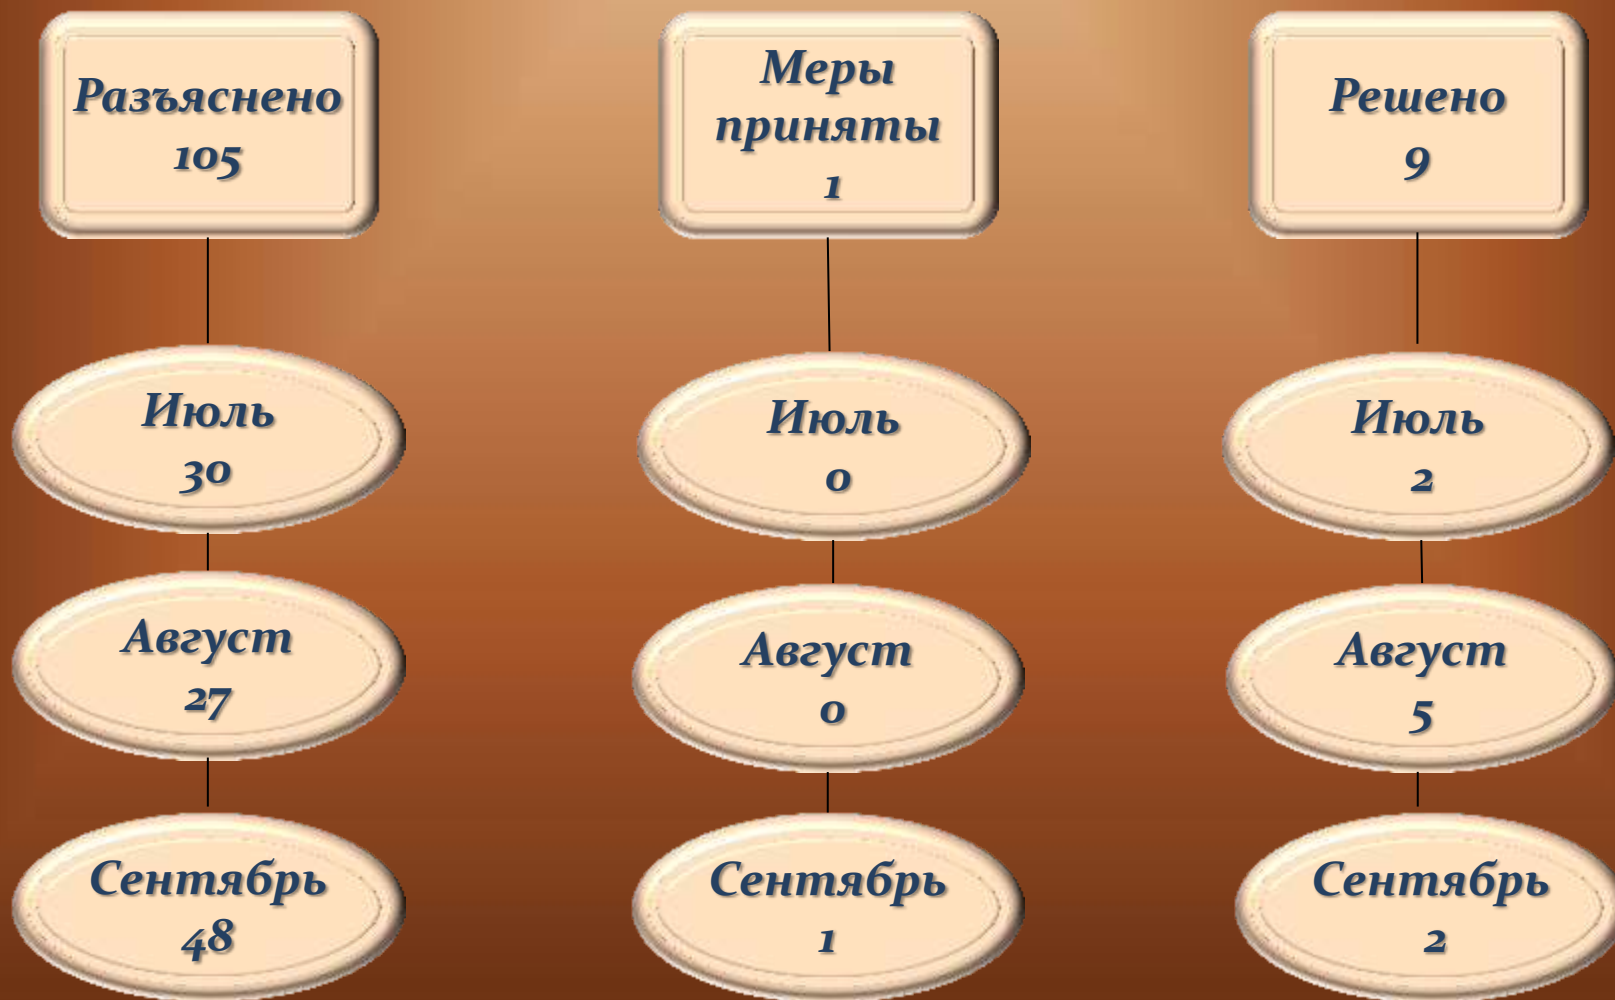 Разъяснено
105
Меры
приняты
1
Решено
9
Июль
30
Июль
0
Июль
2
Август
27
Август
0
Август
5
Сентябрь
48
Сентябрь
1
Сентябрь
2